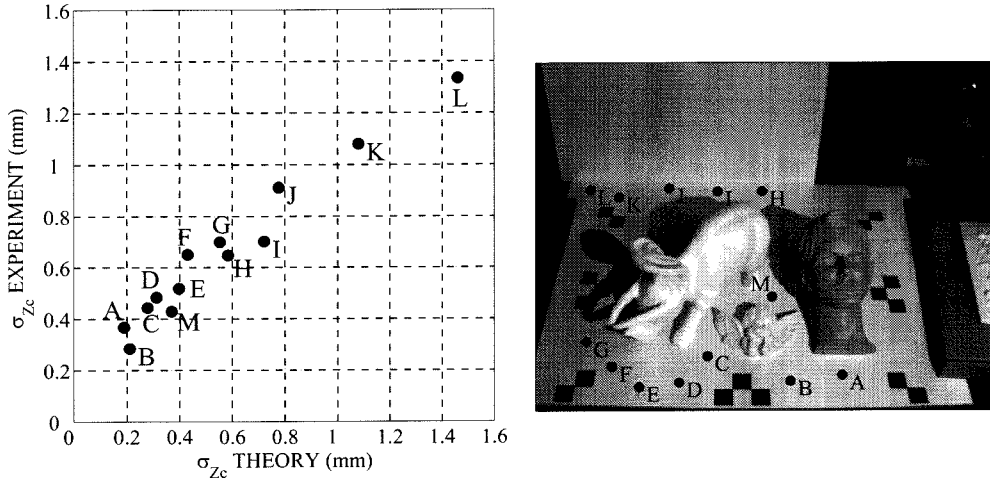 1.6
1.4
1.2
1
0.8
0.6
0.4
0.2
0
σZc EXPERIMENT (mm)
L
K
J
G
F
H
I
D
E
A
C
M
B
0 0.2 0.4 0.6 0.8 1 1.2 1.4 1.6
σZc THEORY (mm)
L K J I H
M
G
F
E
D
C
B
A